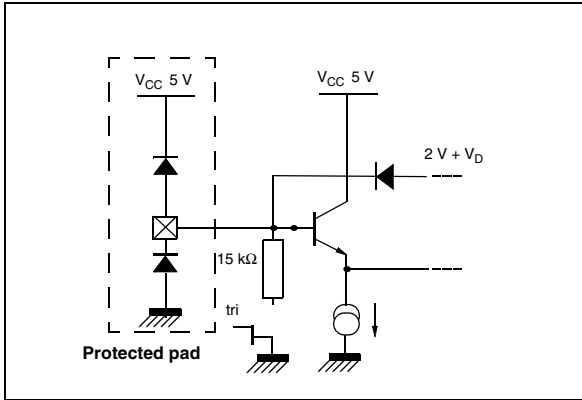 V_CC 5 V
V_CC 5 V
2 V + V_D
15 kΩ
tri
Protected pad